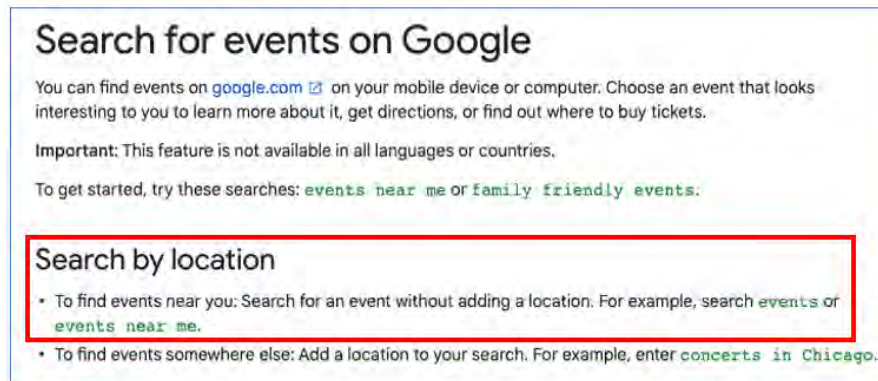 Search for events on Google
You can find events on google.com on your mobile device or computer. Choose an event that looks
interesting to you to learn more about it, get directions, or find out where to buy tickets.
Important: This feature is not available in all languages or countries.
To get started, try these searches: events near me or family friendly events.
Search by location
• To find events near you: Search for an event without adding a location. For example, search events or
events near me.
• To find events somewhere else: Add a location to your search. For example, enter concerts in Chicago.